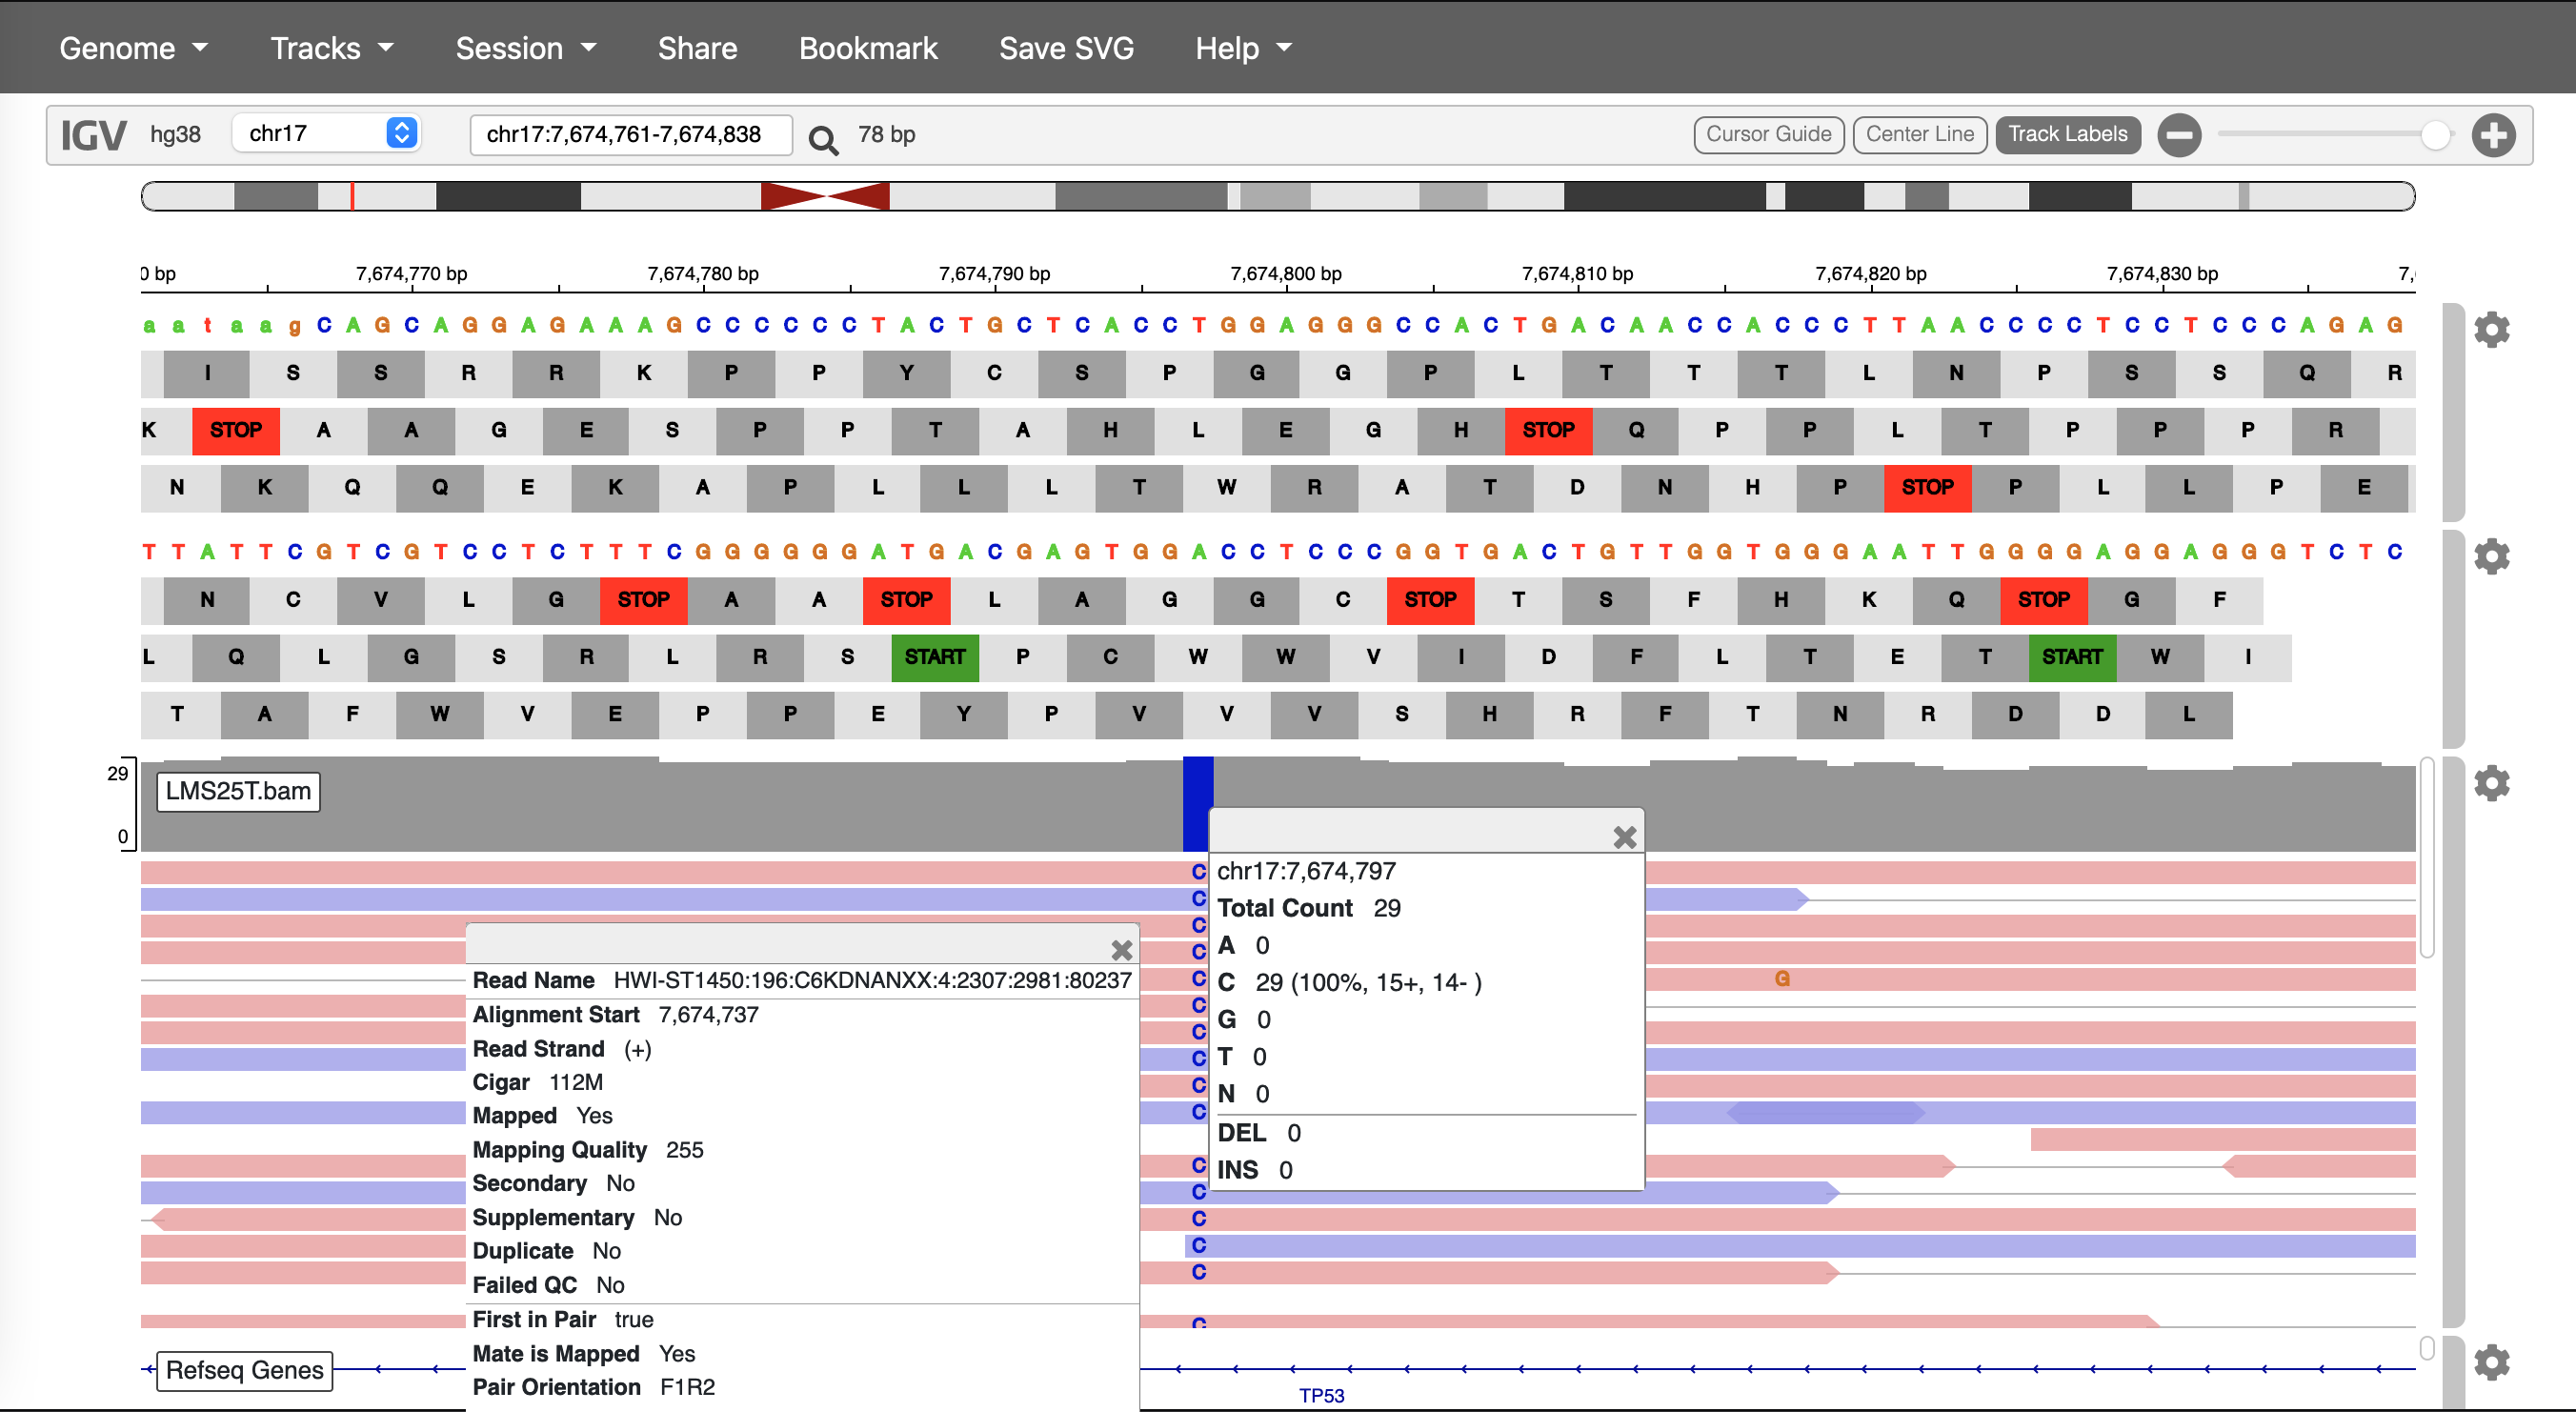 Genome Tracks Session Share Bookmark Save SVG Help
IGV hg38 chr17 chr17:7,674,761-7,674,838 78 bp Cursor Guide Center Line Track Labels
0 bp 7,674,770 bp 7,674,780 bp 7,674,790 bp 7,674,800 bp 7,674,810 bp 7,674,820 bp 7,674,830 bp 7,
a a t a a g C A G C A G G A G A A A G C C C C C C T A C T G C T C A C C T G G A G G G C C A C T G A C A A C C A C C C T T A A C C C C T C C T C C C A G A G
I S S R R K P P Y C S P G G P L T T T L N P S S Q R
K STOP A A G E S P P T A H L E G H STOP Q P P L T P P P R
N K Q Q E K A P L L L T W R A T D N H P STOP P L L P E
T T A T T C G T C G T C C T C T T T C G G G G G G A T G A C G A G T G G A C C T C C C G G T G A C T G T T G G T G G G A A T T G G G G A G G A G G G T C T C
N C V L G STOP A A STOP L A G G C STOP T S F H K Q STOP G F
L Q L G S R L R S START P C W W V I D F L T E T START W I
T A F W V E P P E Y P V V V S H R F T N R D D L
29
LMS25T.bam
0
C
C
C
C
C G
C
C
C
C
C
C
C
C
C
C
C
chr17:7,674,797
Total Count 29
A 0
C 29 (100%, 15+, 14- )
G 0
T 0
N 0
DEL 0
INS 0
Read Name HWI-ST1450:196:C6KDNANXX:4:2307:2981:80237
Alignment Start 7,674,737
Read Strand (+)
Cigar 112M
Mapped Yes
Mapping Quality 255
Secondary No
Supplementary No
Duplicate No
Failed QC No
First in Pair true
Mate is Mapped Yes
Pair Orientation F1R2
Refseq Genes
TP53